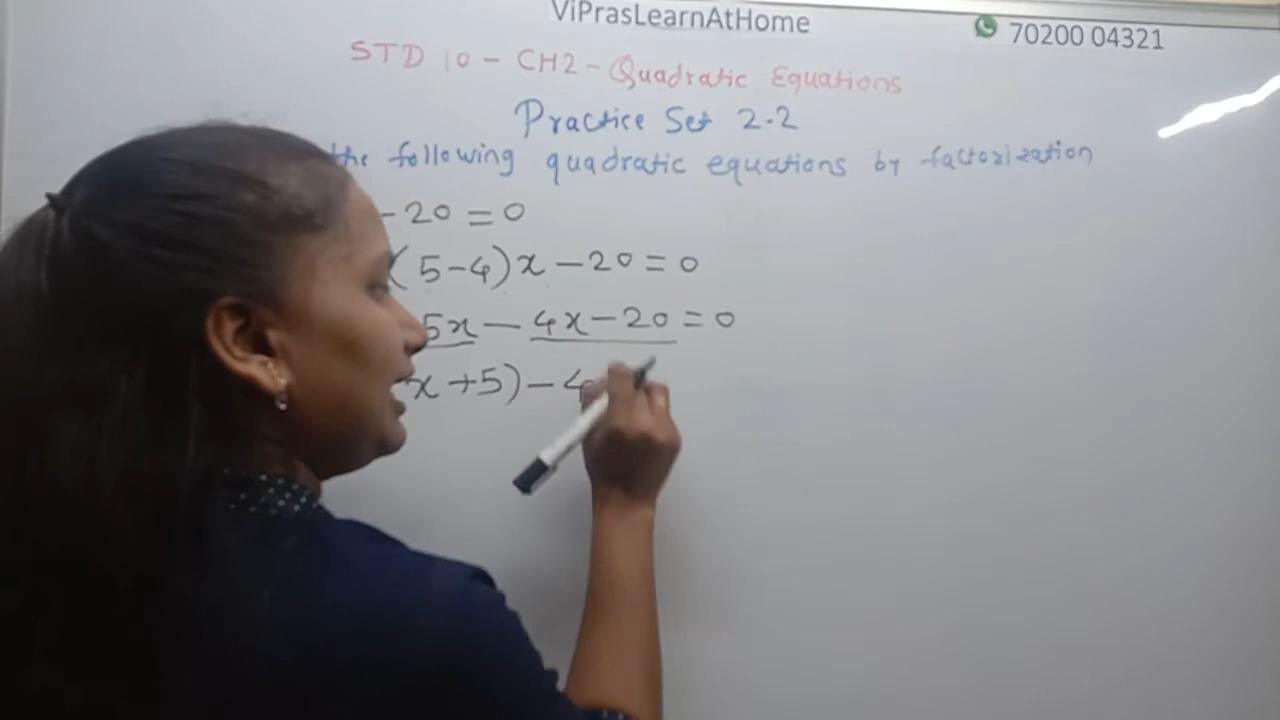 ViPrasLearnAtHome
70200 04321
STD 10 - CH2 - Quadratic Equations
Practice Set 2.2
the following quadratic equations by factorization
- 20 = 0
(5-4)x - 20 = 0
5x - 4x - 20 = 0
x + 5) - 4